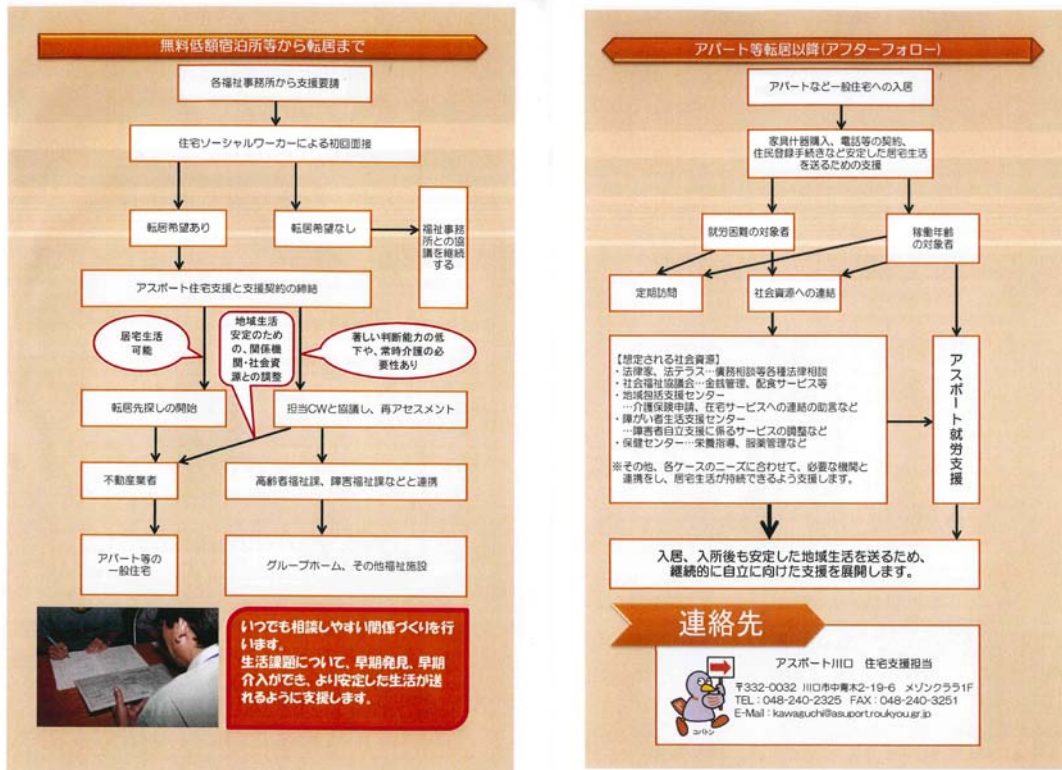 無料低額宿泊所等から転居まで
各福祉事務所から支援要請
住宅ソーシャルワーカーによる初回面接
転居希望あり
転居希望なし
福祉事務
所との協
議を継続
する
アスポート住宅支援と支援契約の締結
居宅生活
可能
地域生活
安定のため
の、関係機
関・社会資
源との調整
著しい判断能力の低
下や、常時介護の必
要性あり
転居先探しの開始
担当CWと協議し、再アセスメント
不動産業者
高齢者福祉課、障害福祉課などと連携
アパート等の
一般住宅
グループホーム、その他福祉施設
いつでも相談しやすい関係づくりを行
います。
生活課題について、早期発見、早期
介入ができ、より安定した生活が送
れるように支援します。
アパート等転居以降(アフターフォロー)
アパートなど一般住宅への入居
家具什器購入、電話等の契約、
住民登録手続きなど安定した居宅生活
を送るための支援
就労困難の対象者
稼働年齢
の対象者
定期訪問
社会資源への連結
【想定される社会資源】
・法律家、法テラス…債務相談等各種法律相談
・社会福祉協議会…金銭管理、配食サービス等
・地域包括支援センター
…介護保険申請、在宅サービスへの連結の助言など
・障がい者生活支援センター
…障害者自立支援に係るサービスの調整など
・保健センター…栄養指導、服薬管理など
※その他、各ケースのニーズに合わせて、必要な機関と
連携をし、居宅生活が持続できるよう支援します。
アスポート就労支援
入居、入所後も安定した地域生活を送るため、
継続的に自立に向けた支援を展開します。
連絡先
アスポート川口 住宅支援担当
〒332-0032 川口市中青木2-19-6 メゾンクララ1F
TEL：048-240-2325 FAX：048-240-3251
E-Mail：kawaguchi@asuport.roukyou.gr.jp
コバトン